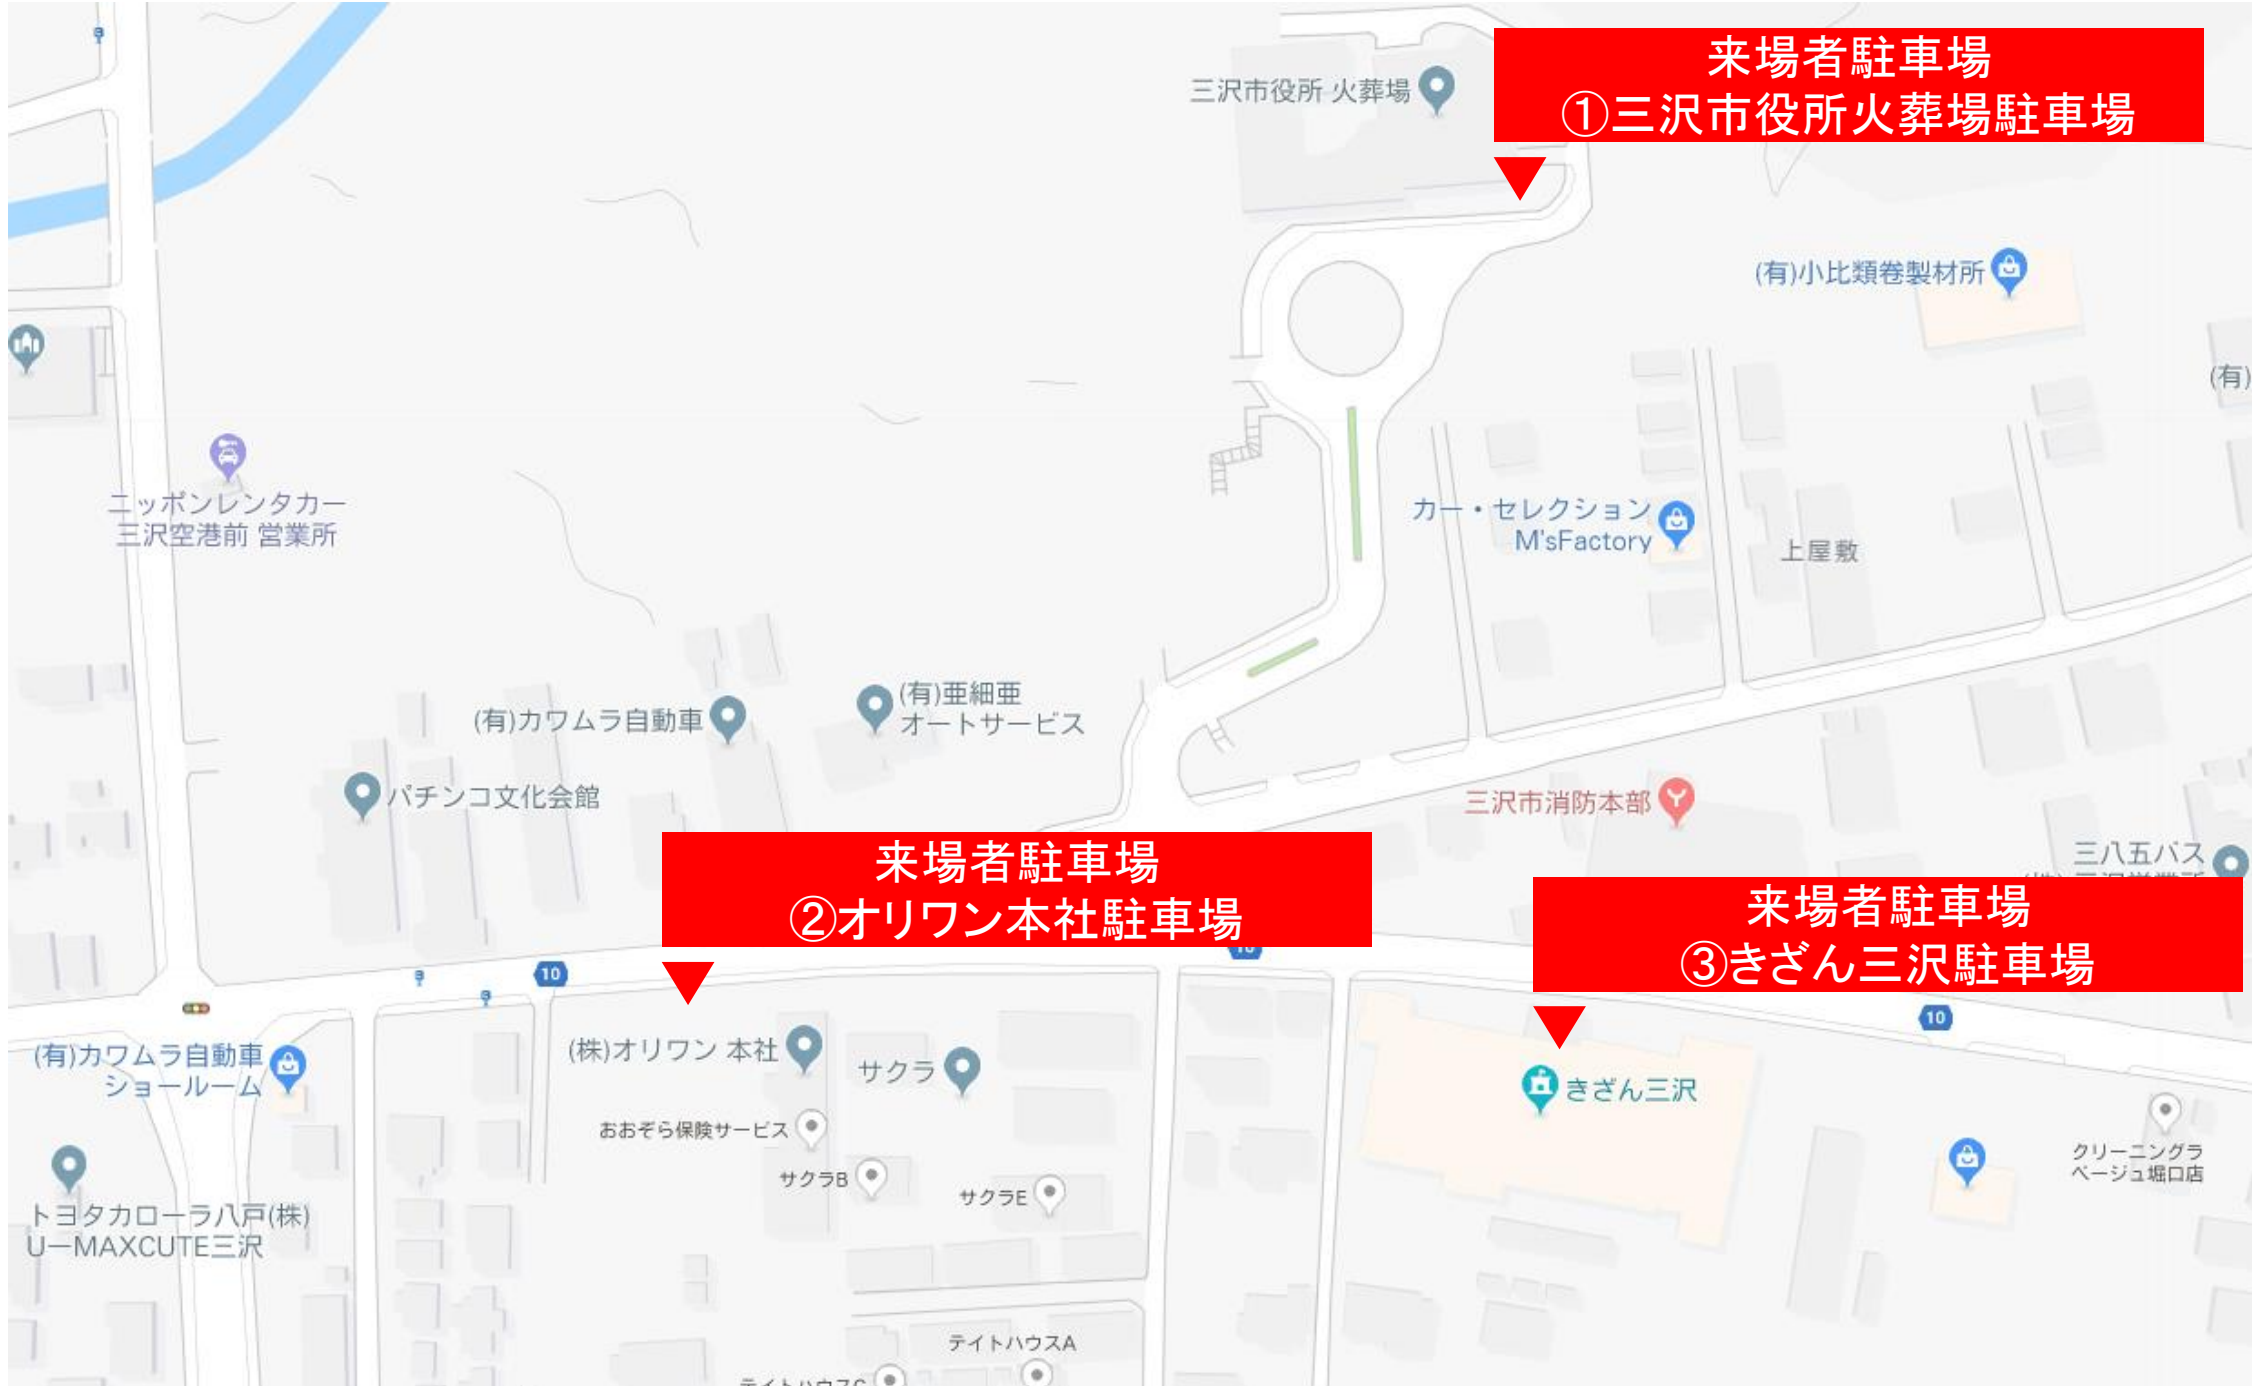 来場者駐車場
①三沢市役所火葬場駐車場
三沢市役所 火葬場
(有)小比類巻製材所
(有)
ニッポンレンタカー
三沢空港前 営業所
カー・セレクション
M'sFactory
上屋敷
(有)カワムラ自動車
(有)亜細亜
オートサービス
パチンコ文化会館
三沢市消防本部
三八五バス
来場者駐車場
②オリワン本社駐車場
来場者駐車場
③きざん三沢駐車場
10
10
10
(有)カワムラ自動車
ショールーム
(株)オリワン 本社
サクラ
きざん三沢
おおぞら保険サービス
サクラB
サクラE
クリーニングラ
ベージュ堀口店
トヨタカローラ八戸(株)
U－MAXCUTE三沢
テイトハウスA